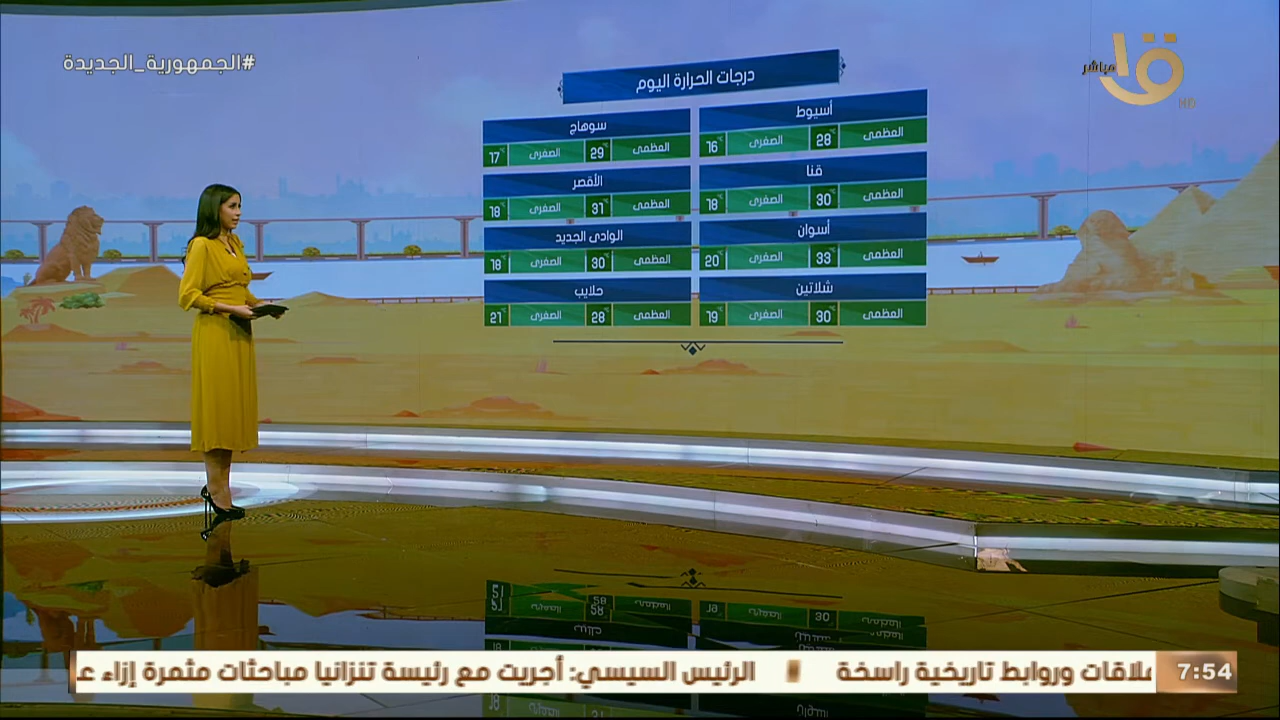 #الجمهورية_الجديدة
مباشر
HD
درجات الحرارة اليوم
أسيوط
العظمى 28°c الصغرى 16°c
سوهاج
العظمى 29°c الصغرى 17°c
قنا
العظمى 30°c الصغرى 18°c
الأقصر
العظمى 31°c الصغرى 18°c
أسوان
العظمى 33°c الصغرى 20°c
الوادى الجديد
العظمى 30°c الصغرى 18°c
شلاتين
العظمى 30°c الصغرى 19°c
حلايب
العظمى 28°c الصغرى 21°c
7:54 علاقات وروابط تاريخية راسخة الرئيس السيسي: أجريت مع رئيسة تنزانيا مباحثات مثمرة إزاء